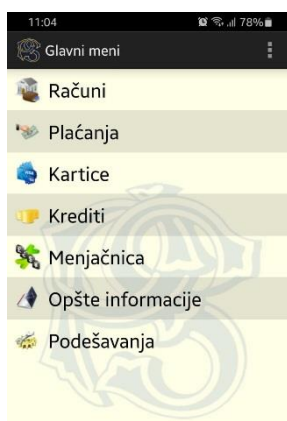 11:04 78%
Glavni meni
Računi
Plaćanja
Kartice
Krediti
Menjačnica
Opšte informacije
Podešavanja